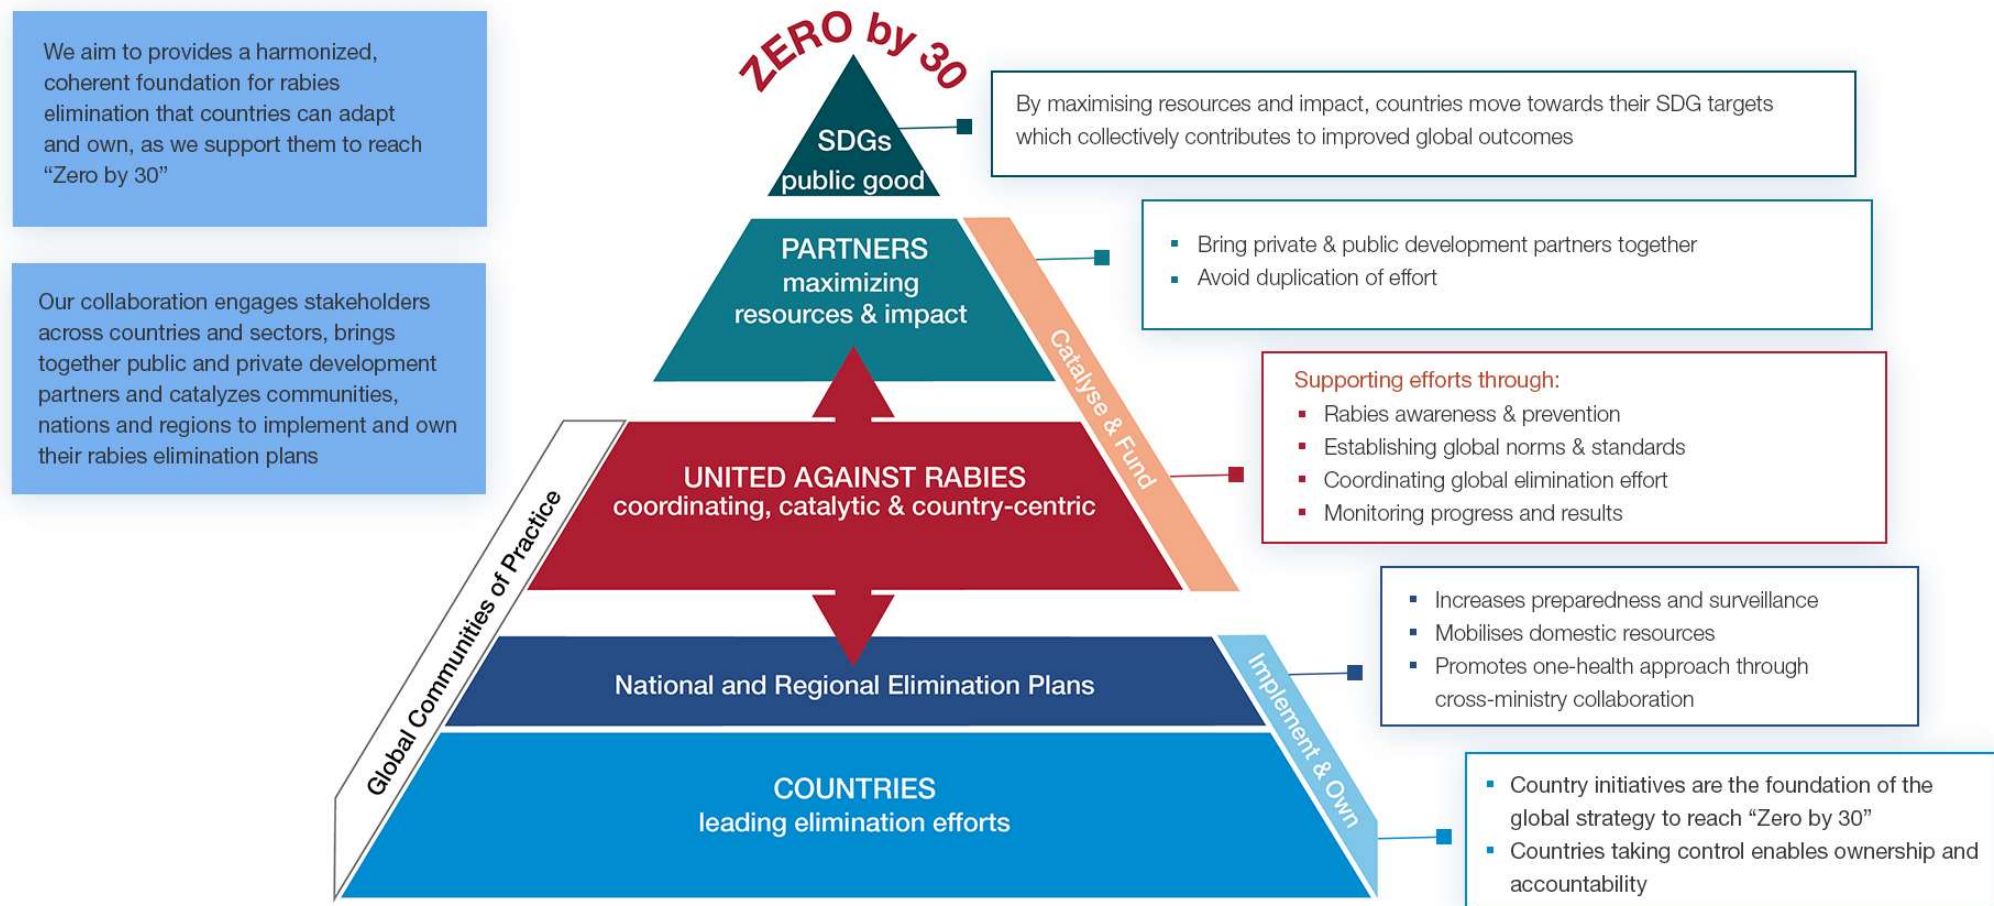 We aim to provides a harmonized,
coherent foundation for rabies
elimination that countries can adapt
and own, as we support them to reach
“Zero by 30”
Our collaboration engages stakeholders
across countries and sectors, brings
together public and private development
partners and catalyzes communities,
nations and regions to implement and own
their rabies elimination plans
ZERO by 30
SDGs
public good
By maximising resources and impact, countries move towards their SDG targets
which collectively contributes to improved global outcomes
PARTNERS
maximizing
resources & impact
▪ Bring private & public development partners together
▪ Avoid duplication of effort
Catalyse & Fund
UNITED AGAINST RABIES
coordinating, catalytic & country-centric
Supporting efforts through:
▪ Rabies awareness & prevention
▪ Establishing global norms & standards
▪ Coordinating global elimination effort
▪ Monitoring progress and results
Global Communities of Practice
National and Regional Elimination Plans
▪ Increases preparedness and surveillance
▪ Mobilises domestic resources
▪ Promotes one-health approach through
cross-ministry collaboration
Implement & Own
COUNTRIES
leading elimination efforts
▪ Country initiatives are the foundation of the
global strategy to reach “Zero by 30”
▪ Countries taking control enables ownership and
accountability